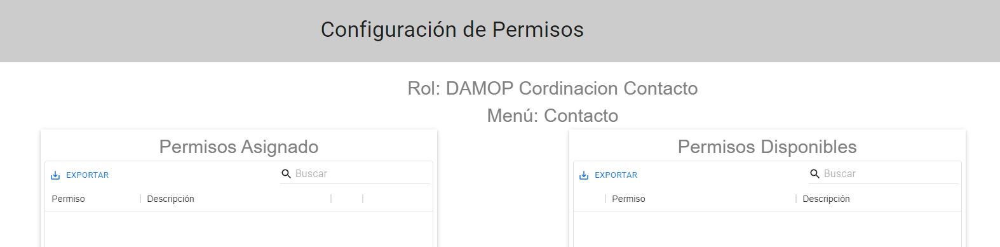 Configuración de Permisos
Rol: DAMOP Cordinacion Contacto
Menú: Contacto
Permisos Asignado
EXPORTAR
Buscar
Permiso
Descripción
Permisos Disponibles
EXPORTAR
Buscar
Permiso
Descripción